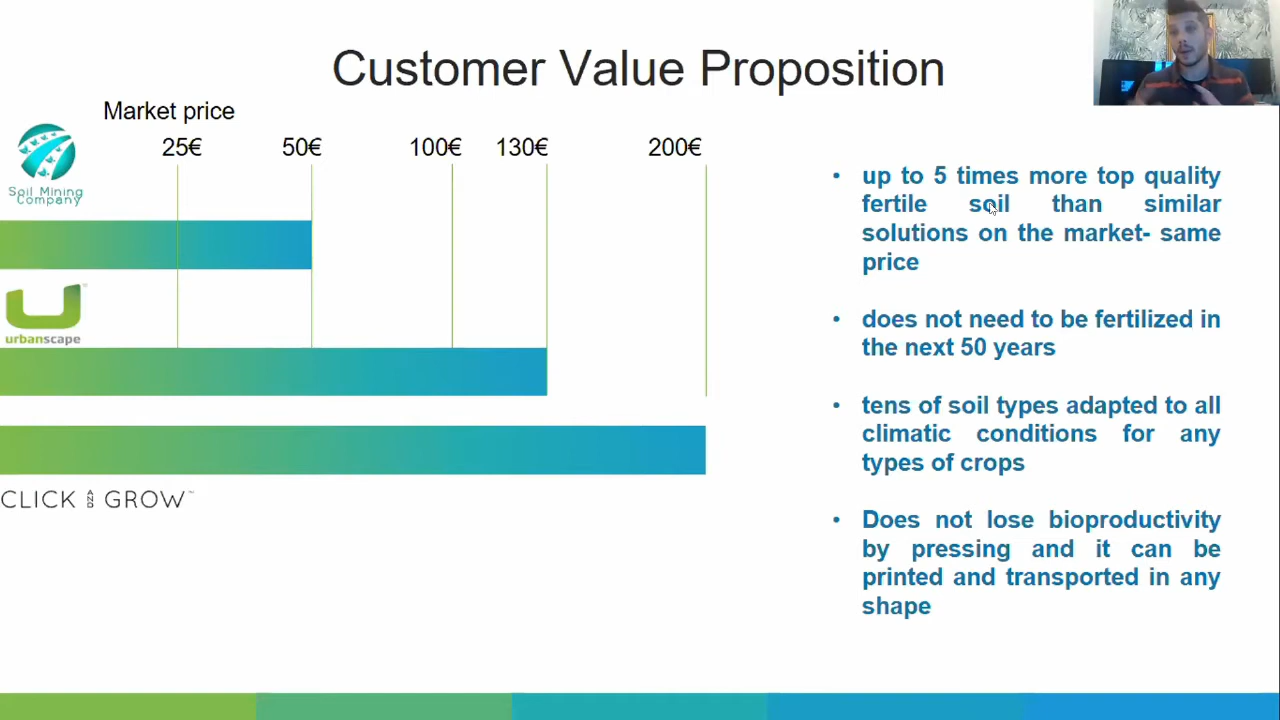 Customer Value Proposition
Market price
25€ 50€ 100€ 130€ 200€
Soil Mining
Company
urbanscape
CLICK AND GROW™
• up to 5 times more top quality
fertile soil than similar
solutions on the market- same
price
• does not need to be fertilized in
the next 50 years
• tens of soil types adapted to all
climatic conditions for any
types of crops
• Does not lose bioproductivity
by pressing and it can be
printed and transported in any
shape